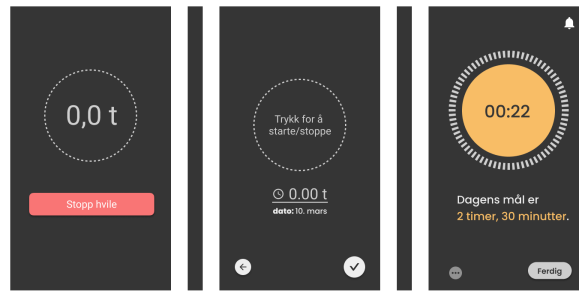 0,0 t
Stopp hvile
Trykk for å
starte/stoppe
0.00 t
dato: 10. mars
00:22
Dagens mål er
2 timer, 30 minutter.
Ferdig